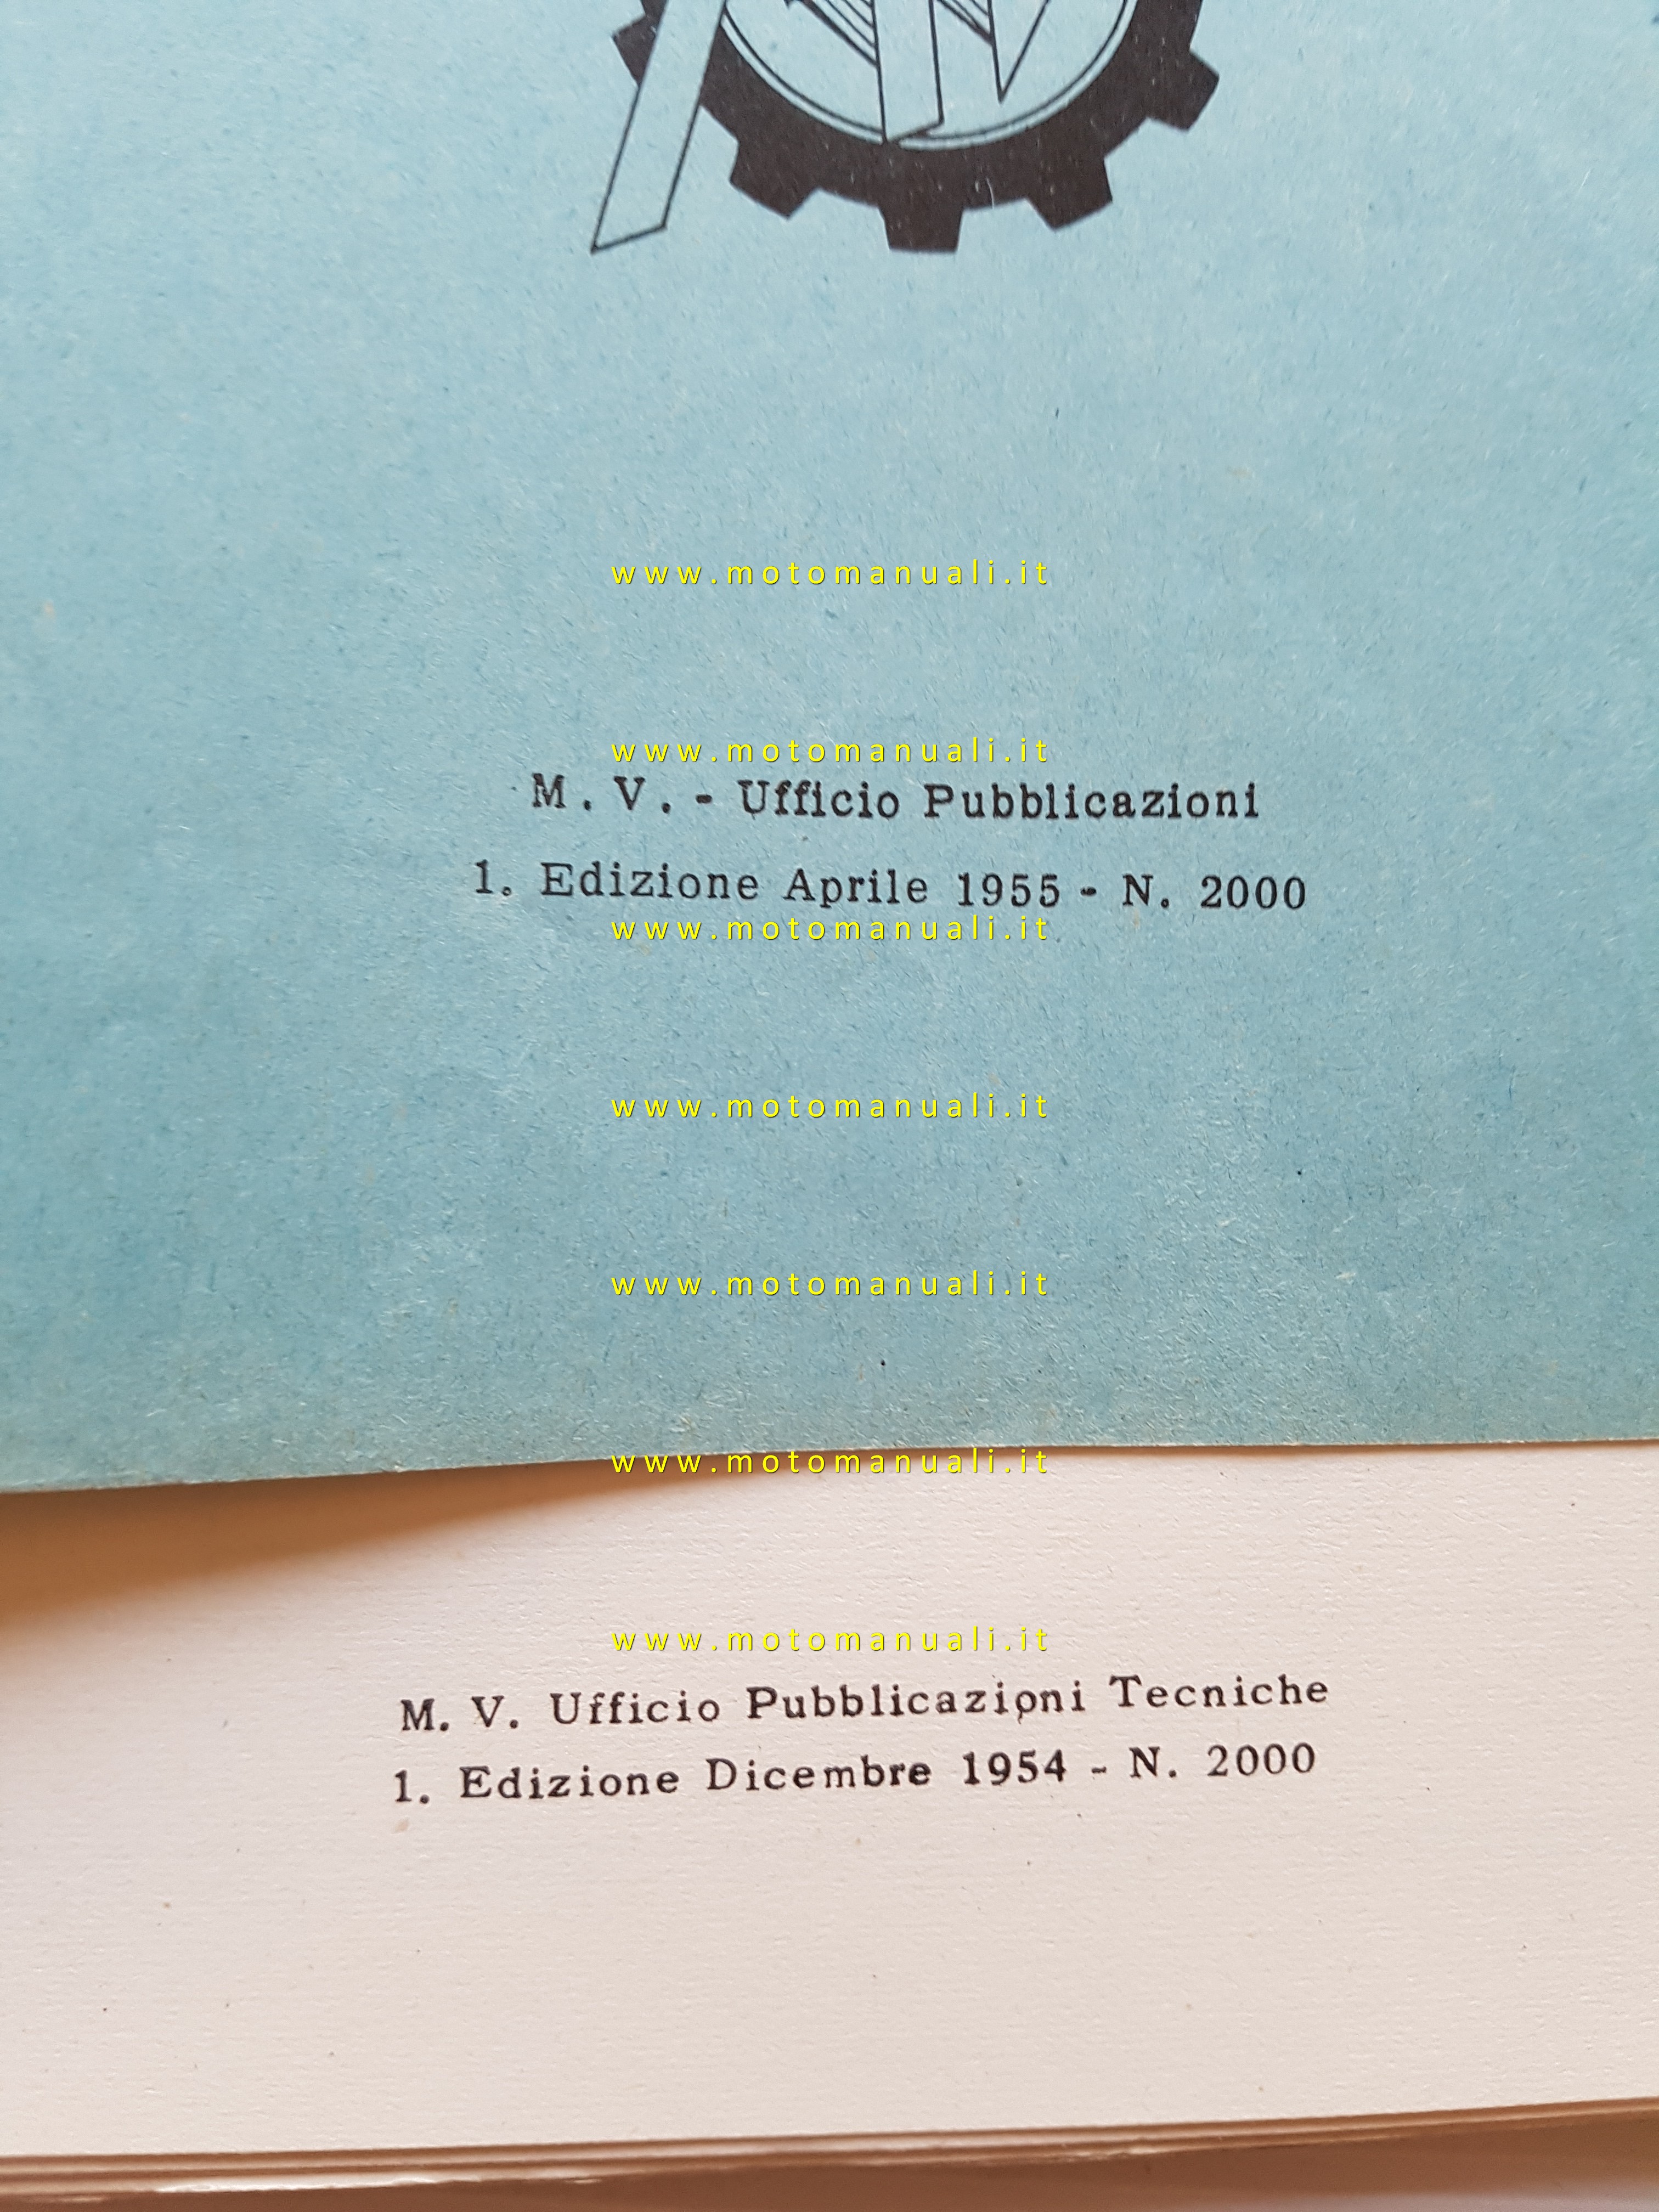 www.motomanuali.it
www.motomanuali.it
M. V. - Ufficio Pubblicazioni
1. Edizione Aprile 1955 - N. 2000
www.motomanuali.it
www.motomanuali.it
www.motomanuali.it
www.motomanuali.it
www.motomanuali.it
M. V. Ufficio Pubblicazioni Tecniche
1. Edizione Dicembre 1954 - N. 2000